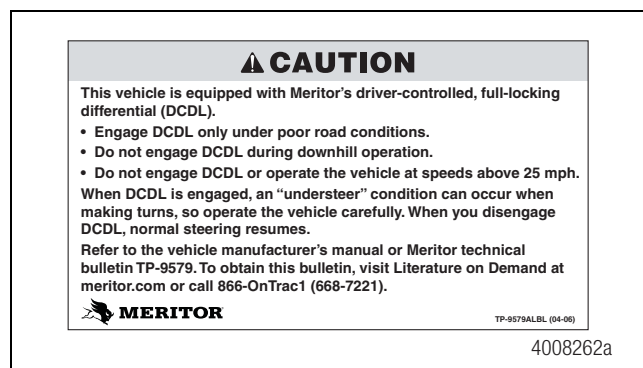 CAUTION
This vehicle is equipped with Meritor’s driver-controlled, full-locking
differential (DCDL).
• Engage DCDL only under poor road conditions.
• Do not engage DCDL during downhill operation.
• Do not engage DCDL or operate the vehicle at speeds above 25 mph.
When DCDL is engaged, an “understeer” condition can occur when
making turns, so operate the vehicle carefully. When you disengage
DCDL, normal steering resumes.
Refer to the vehicle manufacturer’s manual or Meritor technical
bulletin TP-9579. To obtain this bulletin, visit Literature on Demand at
meritor.com or call 866-OnTrac1 (668-7221).
MERITOR
TP-9579ALBL (04-06)
4008262a